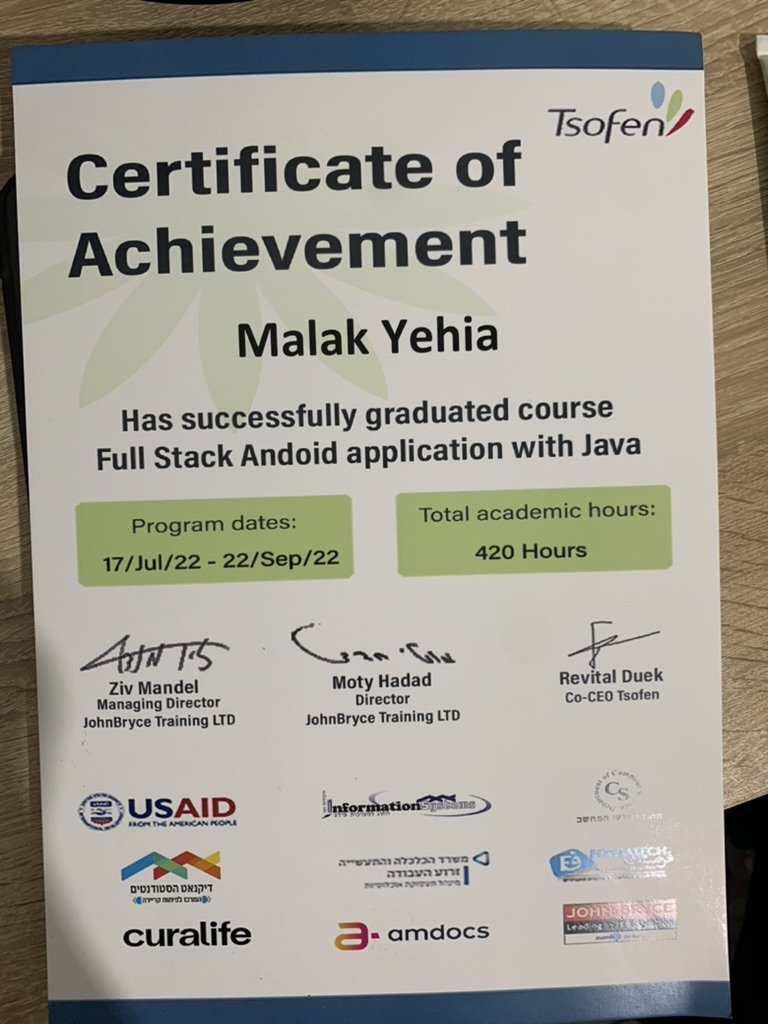 Tsofen
Certificate of
Achievement
Malak Yehia
Has successfully graduated course
Full Stack Andoid application with Java
Program dates:
17/Jul/22 - 22/Sep/22
Total academic hours:
420 Hours
Ziv Mandel
Managing Director
JohnBryce Training LTD
Moty Hadad
Director
JohnBryce Training LTD
Revital Duek
Co-CEO Tsofen
USAID
FROM THE AMERICAN PEOPLE
Information Systems
CS
דיקנאט הסטודנטים
המרכז לפיתוח קריירה
משרד הכלכלה והתעשייה
זרוע העבודה
curalife
amdocs
JOHN BRYCE